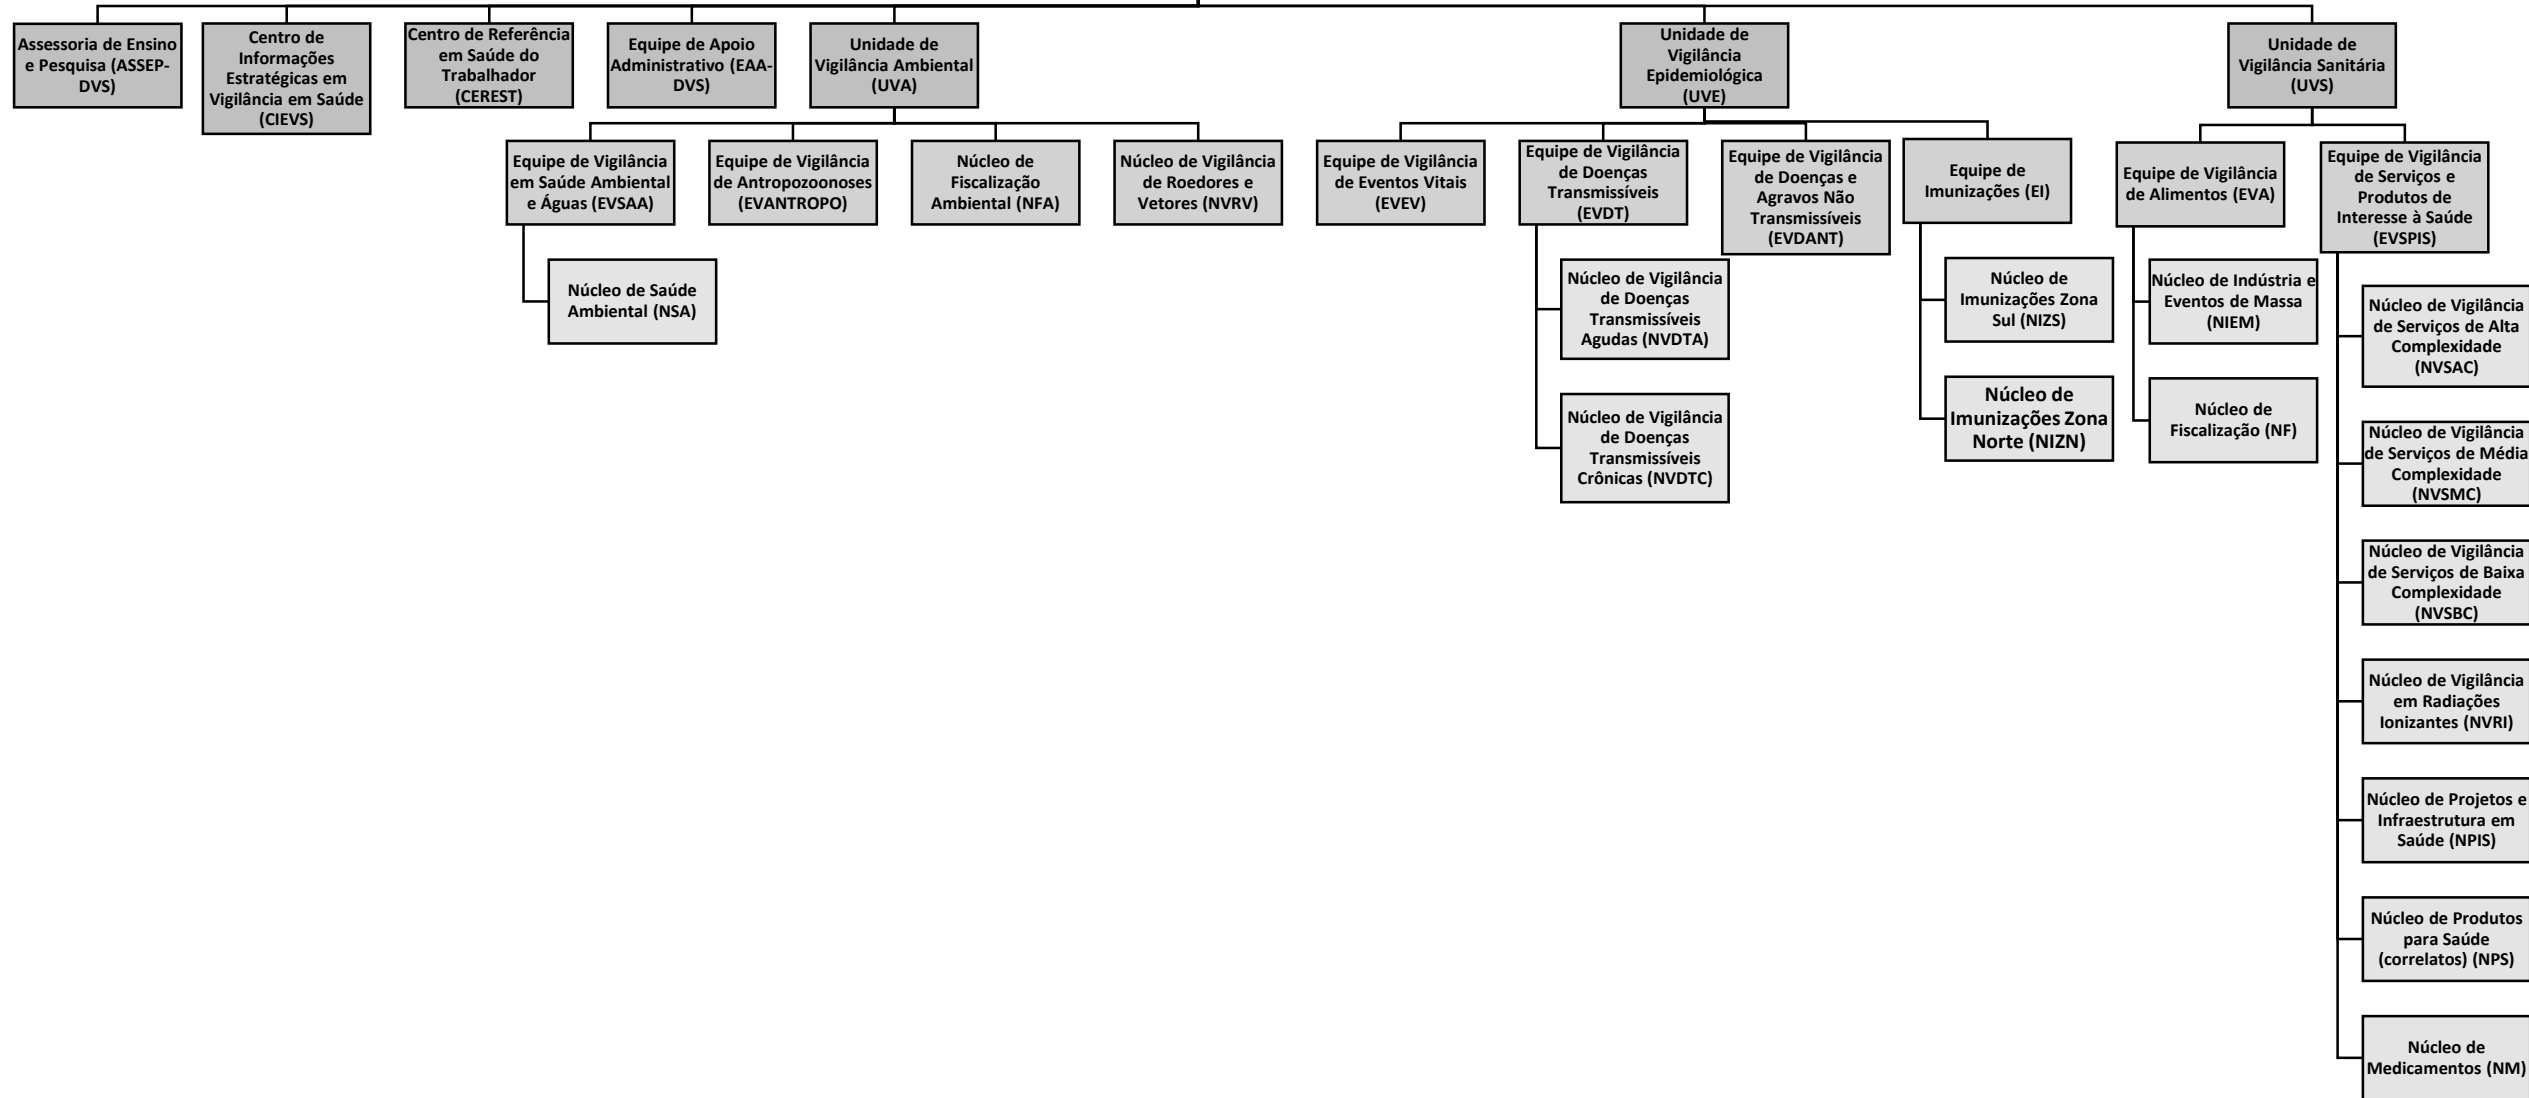 Assessoria de Ensino
e Pesquisa (ASSEP-
DVS)
Centro de
Informações
Estratégicas em
Vigilância em Saúde
(CIEVS)
Centro de Referência
em Saúde do
Trabalhador
(CEREST)
Equipe de Apoio
Administrativo (EAA-
DVS)
Unidade de
Vigilância Ambiental
(UVA)
Unidade de
Vigilância
Epidemiológica
(UVE)
Unidade de
Vigilância Sanitária
(UVS)
Equipe de Vigilância
em Saúde Ambiental
e Águas (EVSAA)
Equipe de Vigilância
de Antropozoonoses
(EVANTROPO)
Núcleo de
Fiscalização
Ambiental (NFA)
Núcleo de Vigilância
de Roedores e
Vetores (NVRV)
Equipe de Vigilância
de Eventos Vitais
(EVEV)
Equipe de Vigilância
de Doenças
Transmissíveis
(EVDT)
Equipe de Vigilância
de Doenças e
Agravos Não
Transmissíveis
(EVDANT)
Equipe de
Imunizações (EI)
Equipe de Vigilância
de Alimentos (EVA)
Equipe de Vigilância
de Serviços e
Produtos de
Interesse à Saúde
(EVSPIS)
Núcleo de Saúde
Ambiental (NSA)
Núcleo de Vigilância
de Doenças
Transmissíveis
Agudas (NVDTA)
Núcleo de Vigilância
de Doenças
Transmissíveis
Crônicas (NVDTC)
Núcleo de
Imunizações Zona
Sul (NIZS)
Núcleo de
Imunizações Zona
Norte (NIZN)
Núcleo de Indústria e
Eventos de Massa
(NIEM)
Núcleo de
Fiscalização (NF)
Núcleo de Vigilância
de Serviços de Alta
Complexidade
(NVSAC)
Núcleo de Vigilância
de Serviços de Média
Complexidade
(NVSMC)
Núcleo de Vigilância
de Serviços de Baixa
Complexidade
(NVSBC)
Núcleo de Vigilância
em Radiações
Ionizantes (NVRI)
Núcleo de Projetos e
Infraestrutura em
Saúde (NPIS)
Núcleo de Produtos
para Saúde
(correlatos) (NPS)
Núcleo de
Medicamentos (NM)